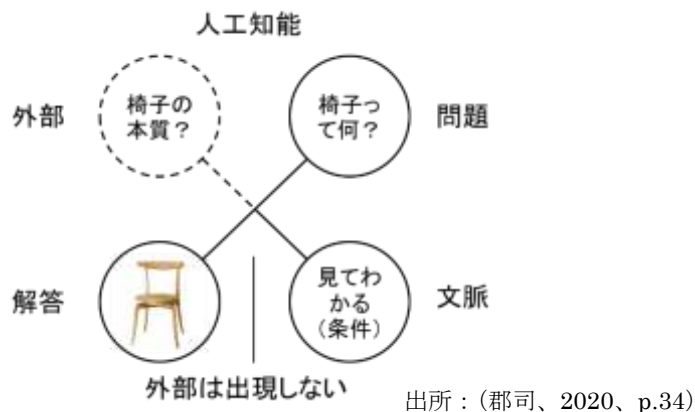 人工知能
外部
椅子の
本質？
椅子っ
て何？
問題
解答
見てわ
かる
（条件）
文脈
外部は出現しない
出所：（郡司、2020、p.34）